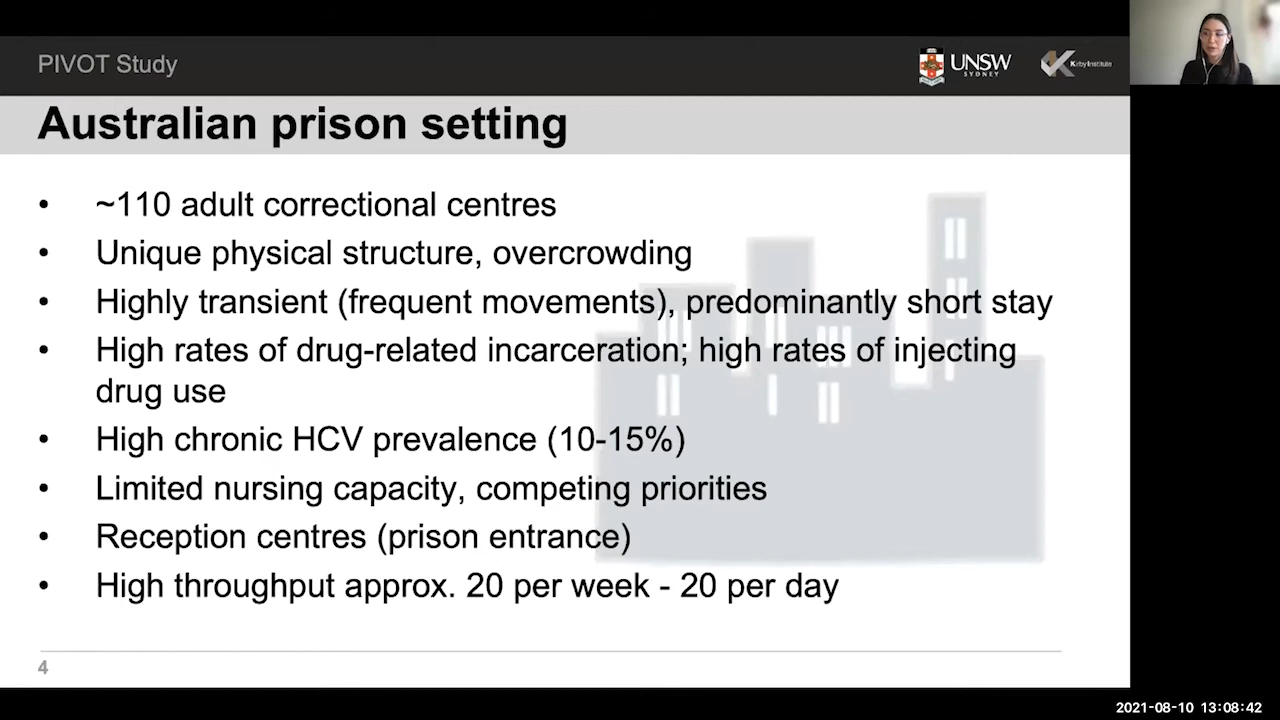 PIVOT Study
UNSW
SYDNEY
Kirby Institute
Australian prison setting
• ~110 adult correctional centres
• Unique physical structure, overcrowding
• Highly transient (frequent movements), predominantly short stay
• High rates of drug-related incarceration; high rates of injecting
drug use
• High chronic HCV prevalence (10-15%)
• Limited nursing capacity, competing priorities
• Reception centres (prison entrance)
• High throughput approx. 20 per week - 20 per day
4
2021-08-10 13:08:42